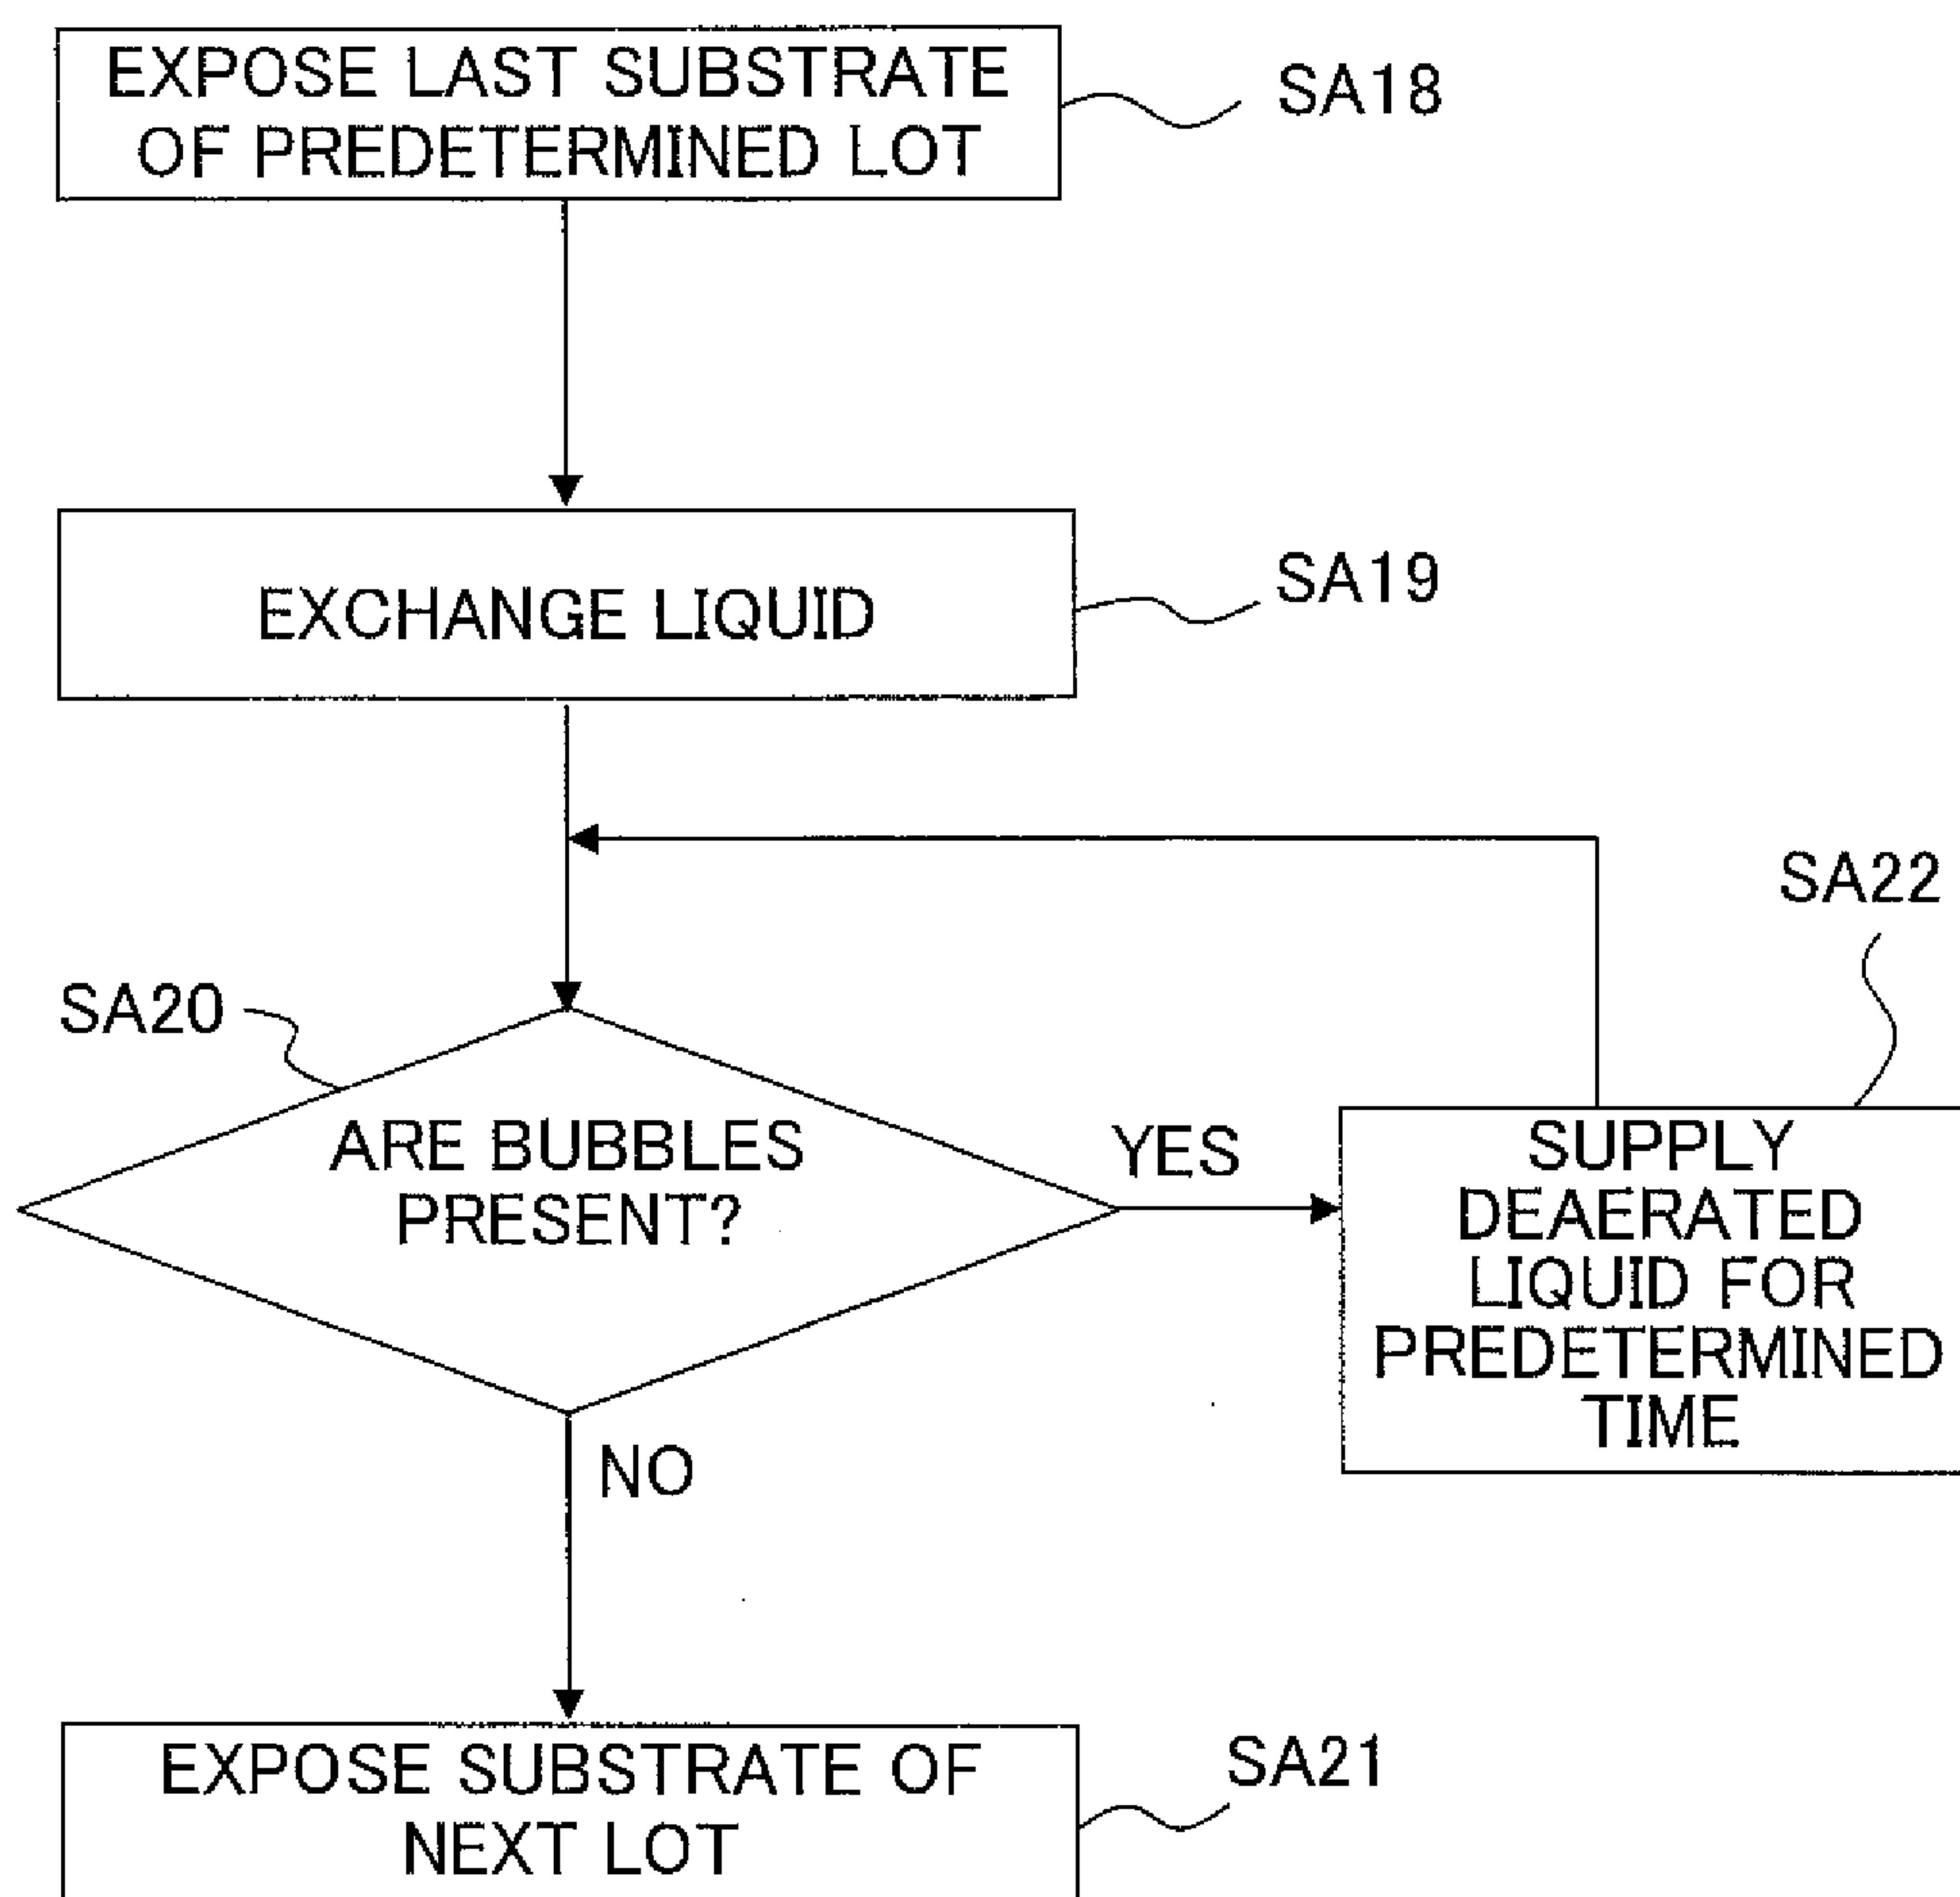 EXPOSE LAST SUBSTRATE
OF PREDETERMINED LOT
SA18
EXCHANGE LIQUID
SA19
SA20
ARE BUBBLES
PRESENT?
YES
SA22
SUPPLY
DEAERATED
LIQUID FOR
PREDETERMINED
TIME
NO
EXPOSE SUBSTRATE OF
NEXT LOT
SA21